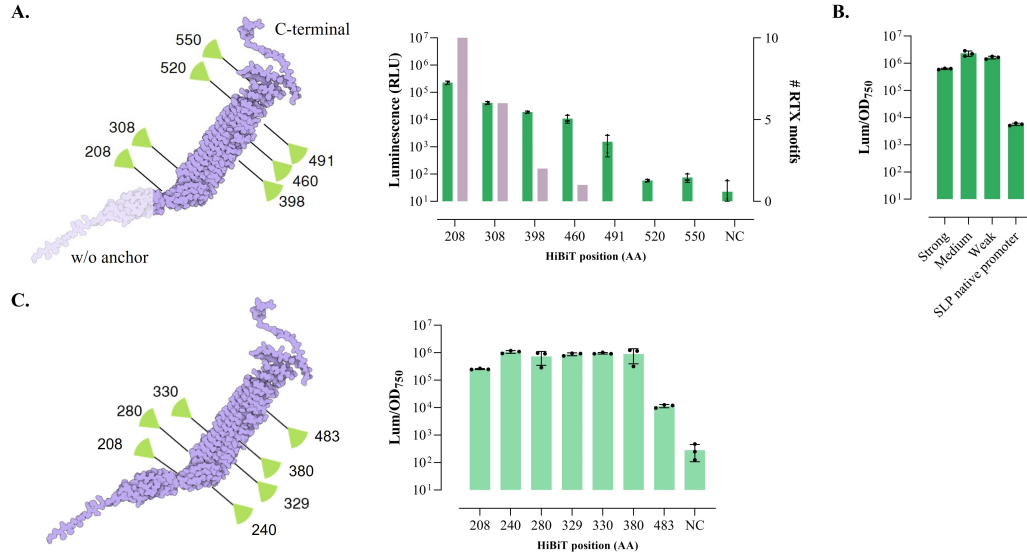 A.
C-terminal
550
520
308
208
491
460
398
w/o anchor
Luminescence (RLU)
10^7
10^6
10^5
10^4
10^3
10^2
10^1
10
5
0
# RTX motifs
208 308 398 460 491 520 550 NC
HiBiT position (AA)
B.
Lum/OD750
10^7
10^6
10^5
10^4
10^3
10^2
10^1
Strong
Medium
Weak
SLP native promoter
C.
330
280
208
483
380
329
240
Lum/OD750
10^7
10^6
10^5
10^4
10^3
10^2
10^1
208 240 280 329 330 380 483 NC
HiBiT position (AA)